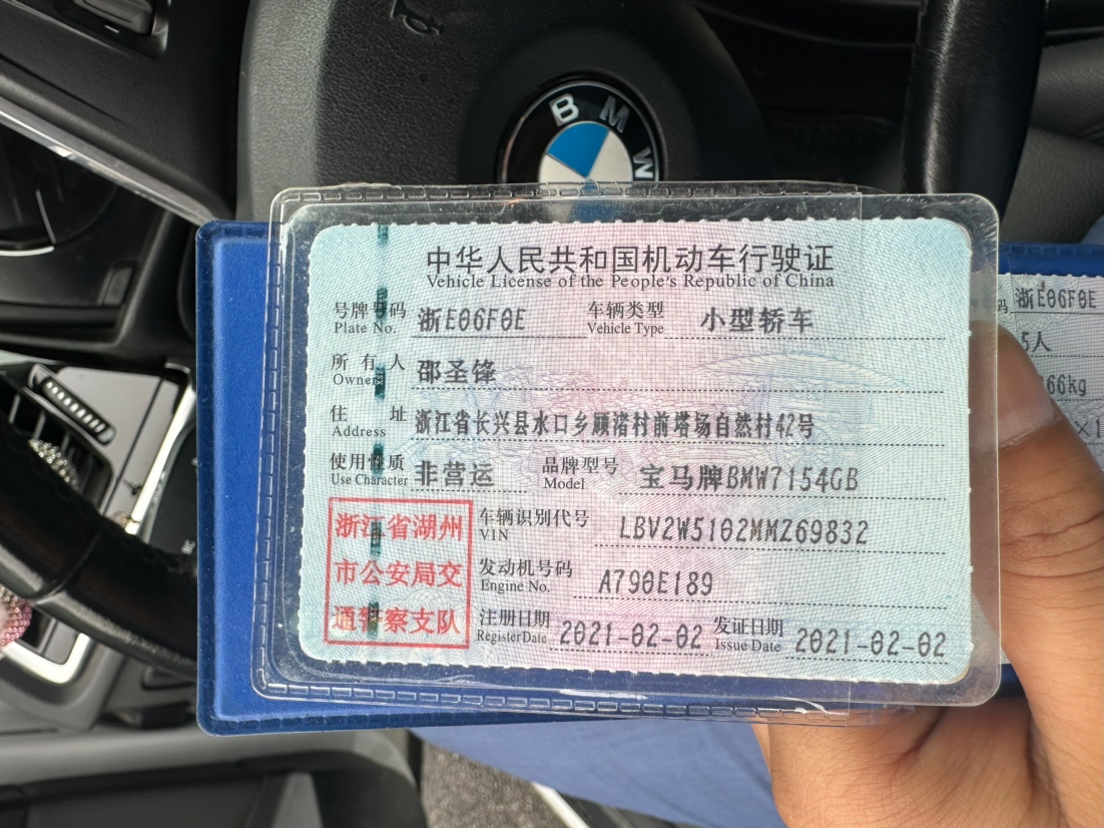 BMW
中华人民共和国机动车行驶证
Vehicle License of the People's Republic of China
号牌号码 浙E06F0E 车辆类型 小型轿车
Plate No. Vehicle Type
所有人 邵圣锋
Owner
住址 浙江省长兴县水口乡顾渚村前塔场自然村42号
Address
使用性质 非营运 品牌型号 宝马牌BMW7154GB
Use Character Model
浙江省湖州
市公安局交
通警察支队
车辆识别代号 LBV2W5102MMZ69832
VIN
发动机号码 A790E189
Engine No.
注册日期 2021-02-02 发证日期 2021-02-02
Register Date Issue Date
码 浙E06F0E
5人
66kg
×1